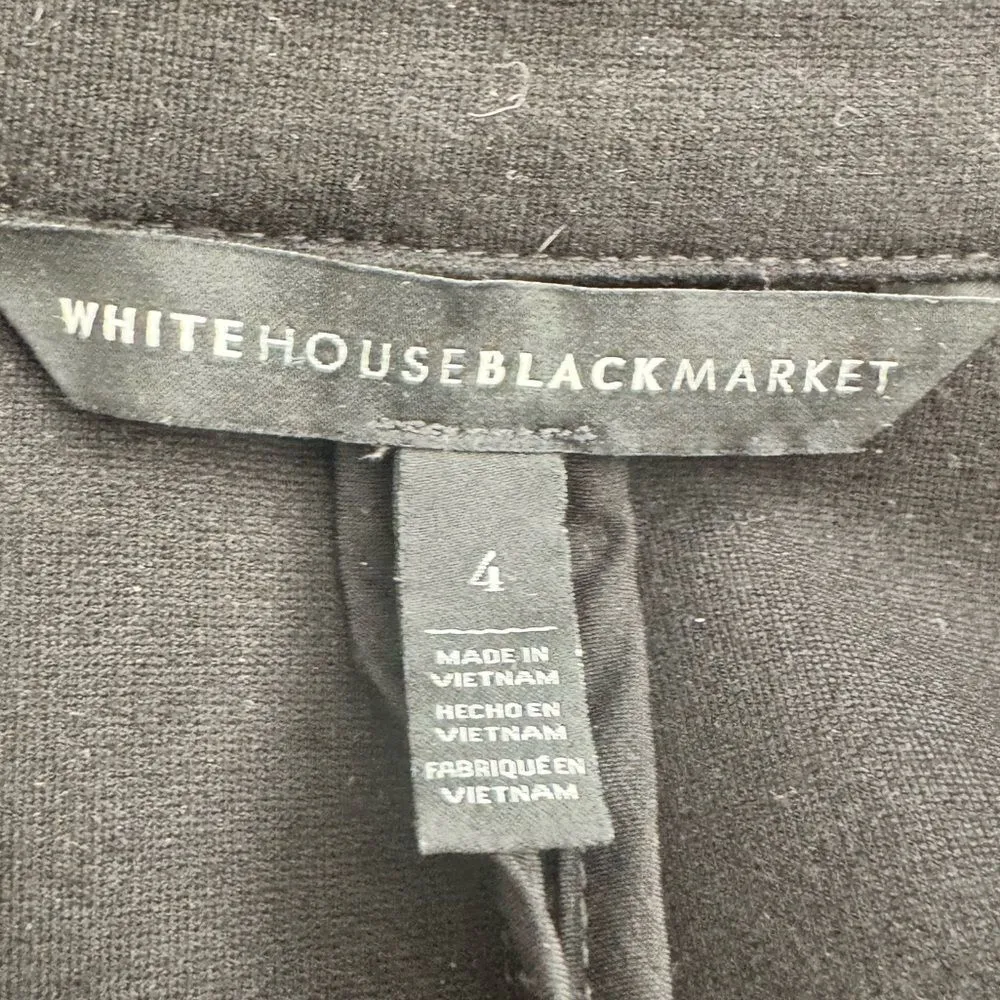 WHITEHOUSEBLACKMARKET
4
MADE IN
VIETNAM
HECHO EN
VIETNAM
FABRIQUÉ EN
VIETNAM